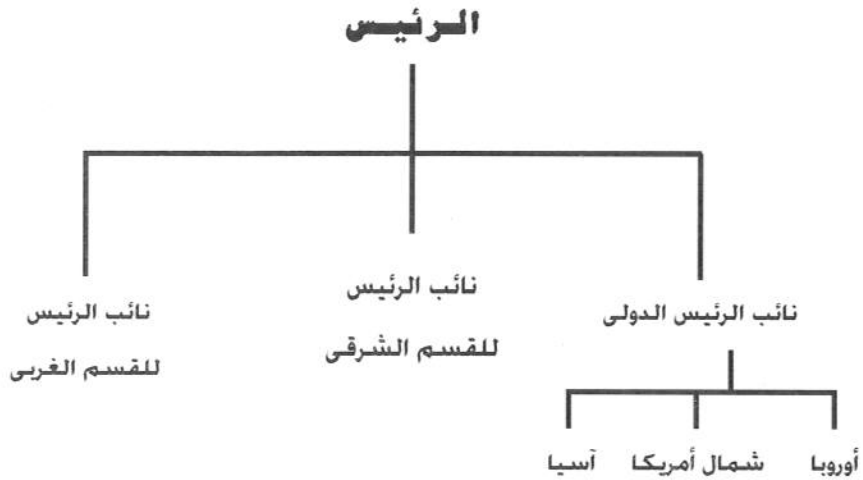 الرئيس
نائب الرئيس الدولى
نائب الرئيس
للقسم الشرقى
نائب الرئيس
للقسم الغربى
أوروبا
شمال أمريكا
آسيا